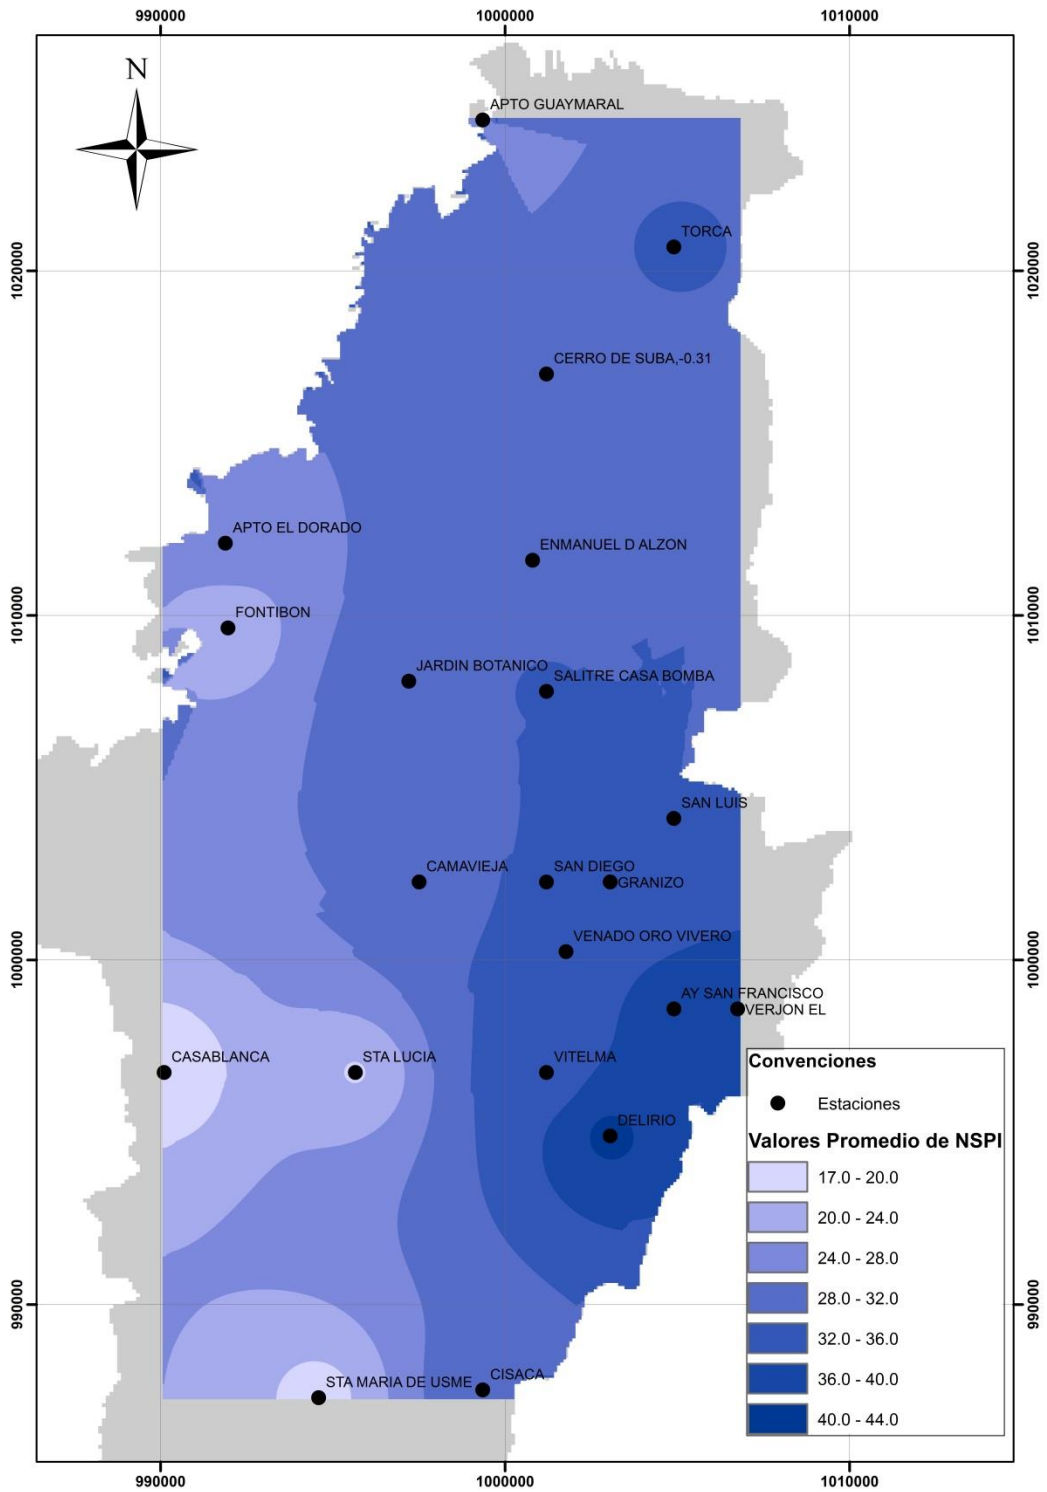 990000 1000000 1010000
N
APTO GUAYMARAL
TORCA
1020000 1020000
CERRO DE SUBA,-0.31
APTO EL DORADO
ENMANUEL D ALZON
FONTIBON
1010000 1010000
JARDIN BOTANICO
SALITRE CASA BOMBA
SAN LUIS
CAMAVIEJA
SAN DIEGO
GRANIZO
VENADO ORO VIVERO
1000000 1000000
AY SAN FRANCISCO
VERJON EL
CASABLANCA
STA LUCIA
VITELMA
DELIRIO
Convenciones
Estaciones
Valores Promedio de NSPI
17.0 - 20.0
20.0 - 24.0
24.0 - 28.0
28.0 - 32.0
32.0 - 36.0
36.0 - 40.0
40.0 - 44.0
990000 990000
CISACA
STA MARIA DE USME
990000 1000000 1010000